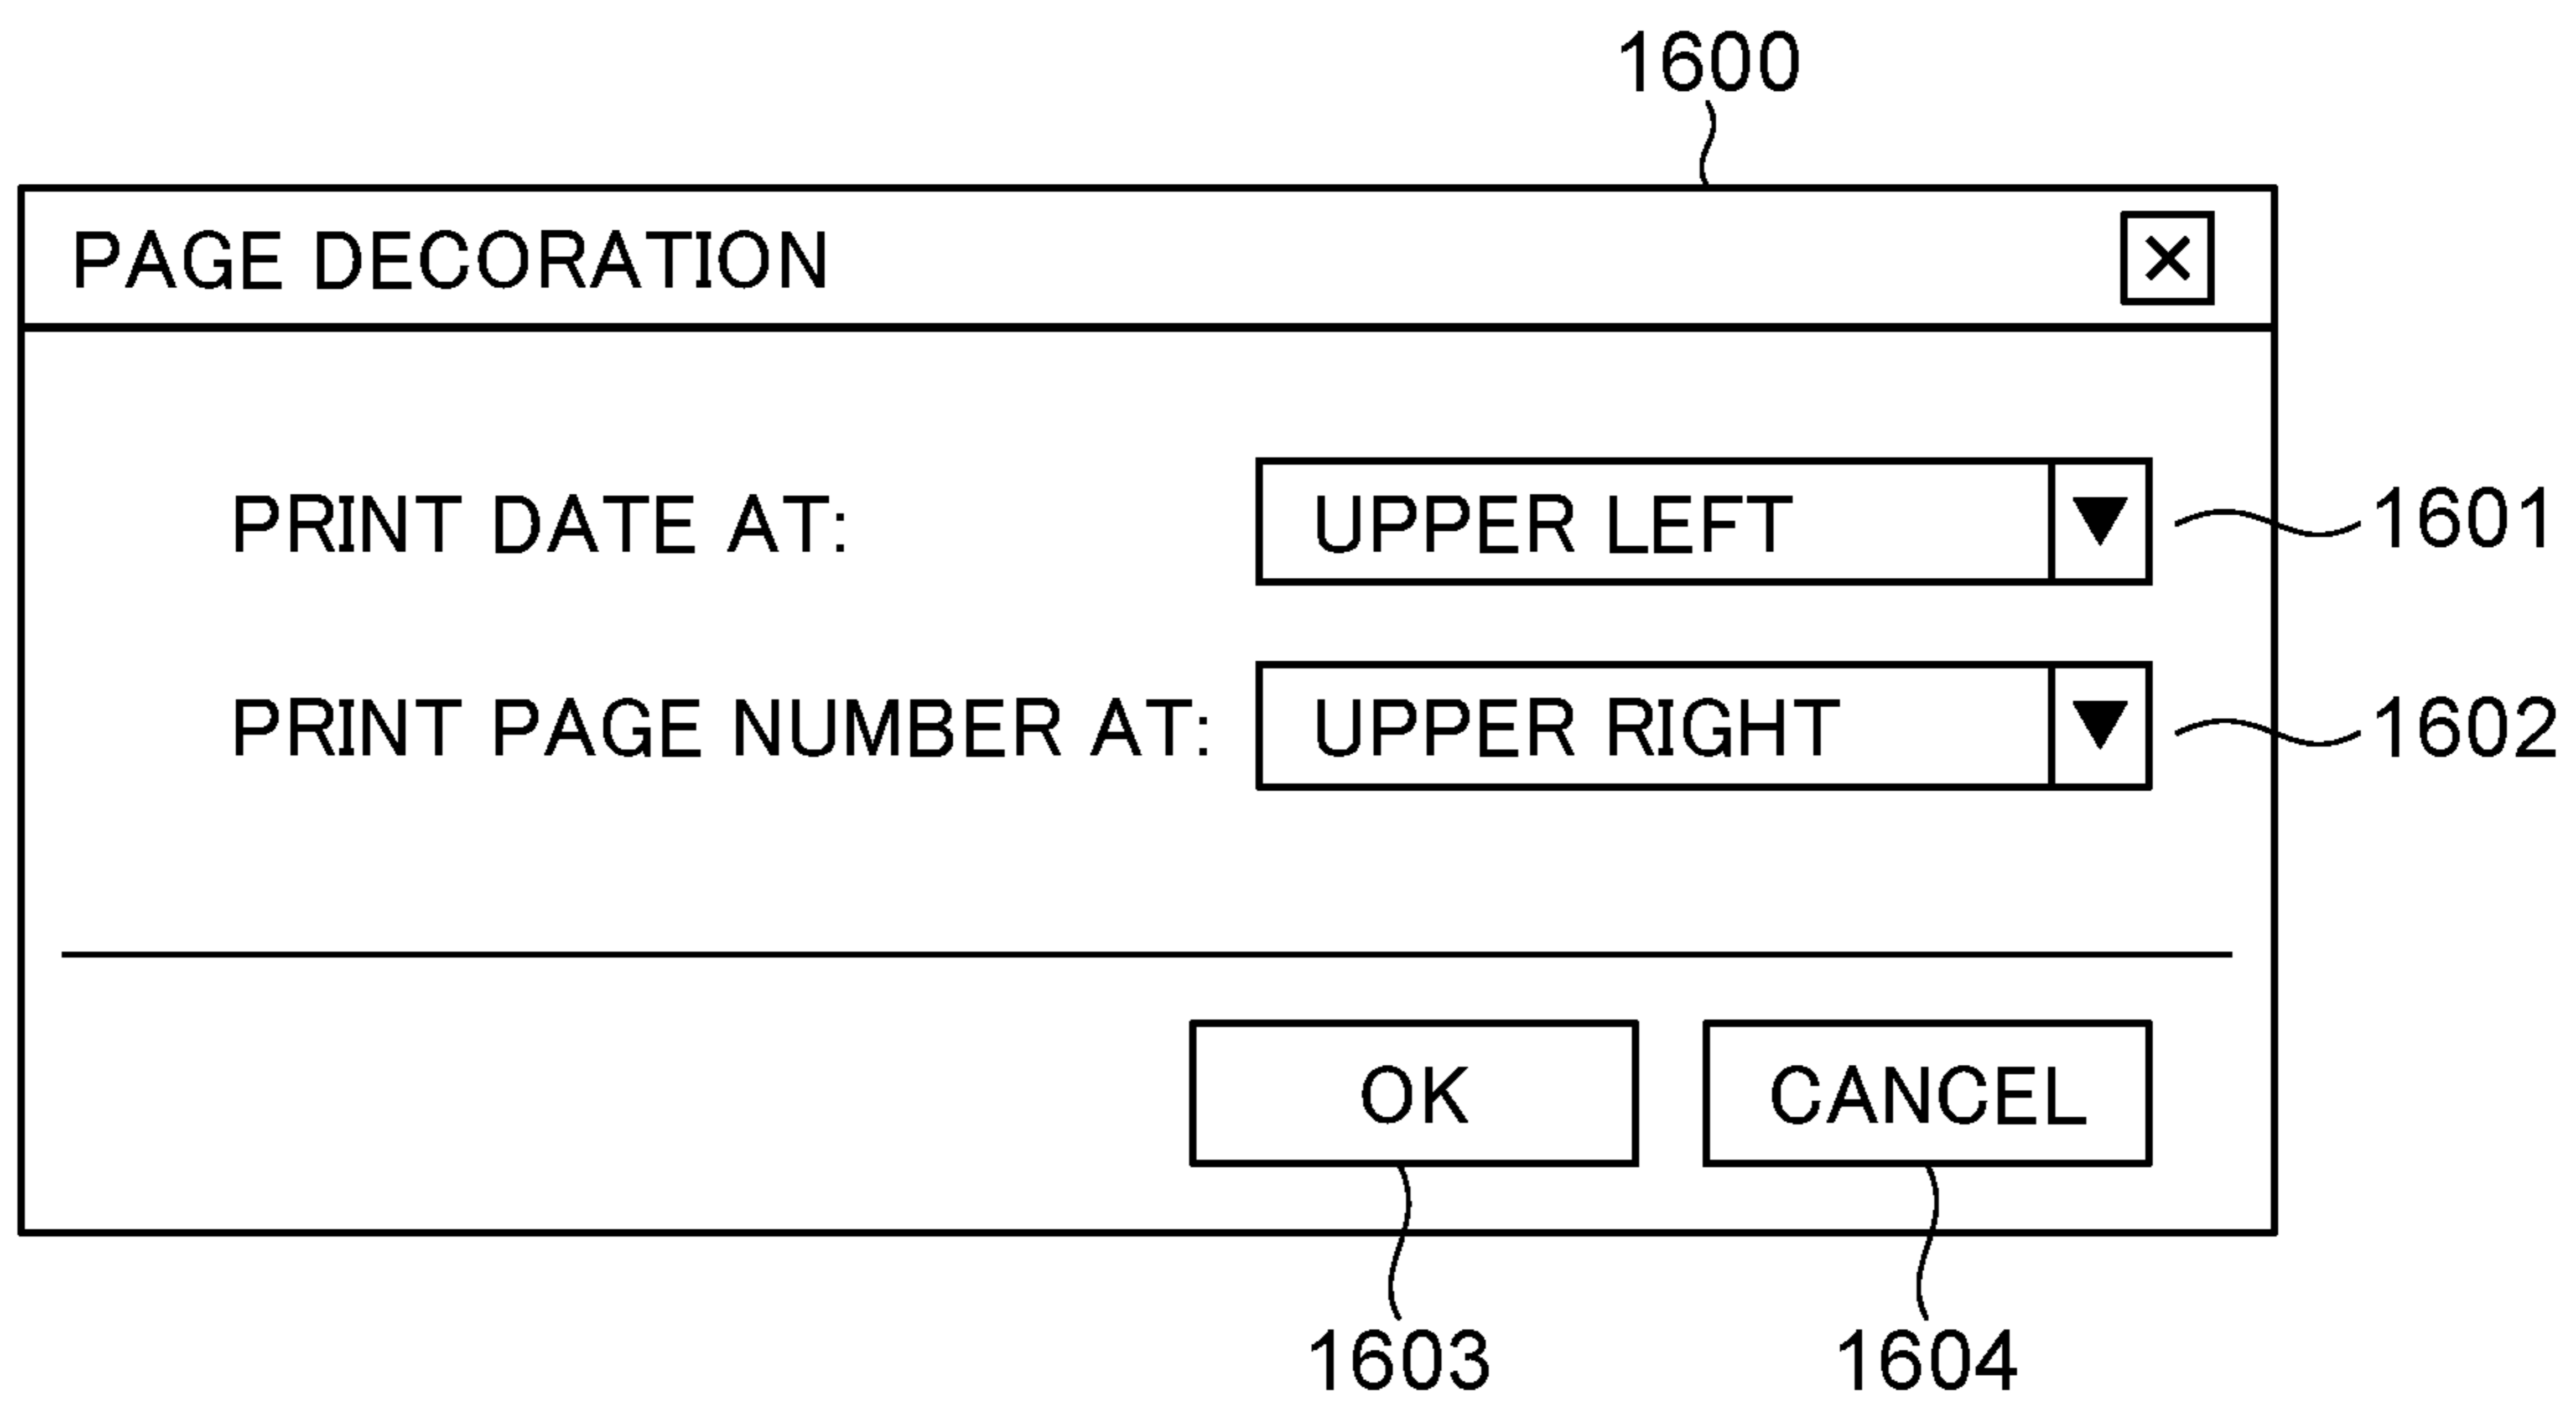 1600
PAGE DECORATION
PRINT DATE AT: UPPER LEFT 1601
PRINT PAGE NUMBER AT: UPPER RIGHT 1602
OK CANCEL
1603 1604